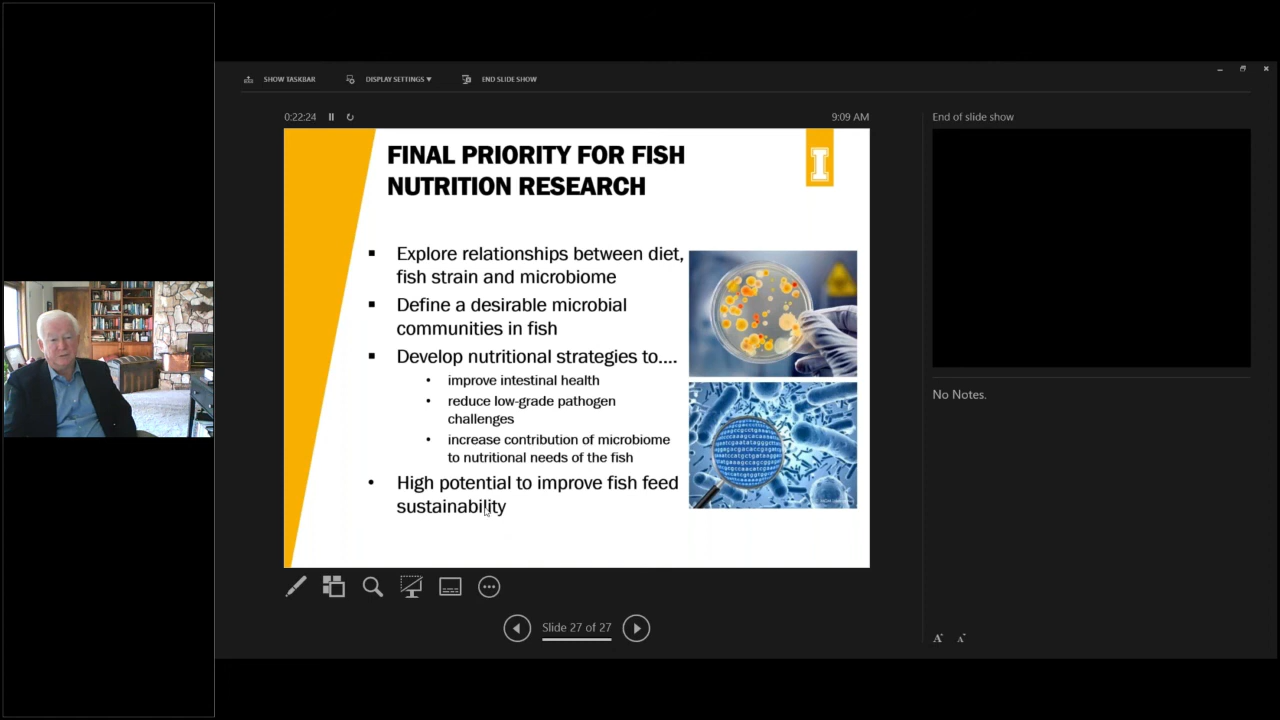 SHOW TASKBAR
DISPLAY SETTINGS ▼
END SLIDE SHOW
0:22:24
9:09 AM
End of slide show
FINAL PRIORITY FOR FISH
NUTRITION RESEARCH
I
▪ Explore relationships between diet,
fish strain and microbiome
▪ Define a desirable microbial
communities in fish
▪ Develop nutritional strategies to....
• improve intestinal health
• reduce low-grade pathogen
challenges
• increase contribution of microbiome
to nutritional needs of the fish
• High potential to improve fish feed
sustainability
No Notes.
Slide 27 of 27
A A